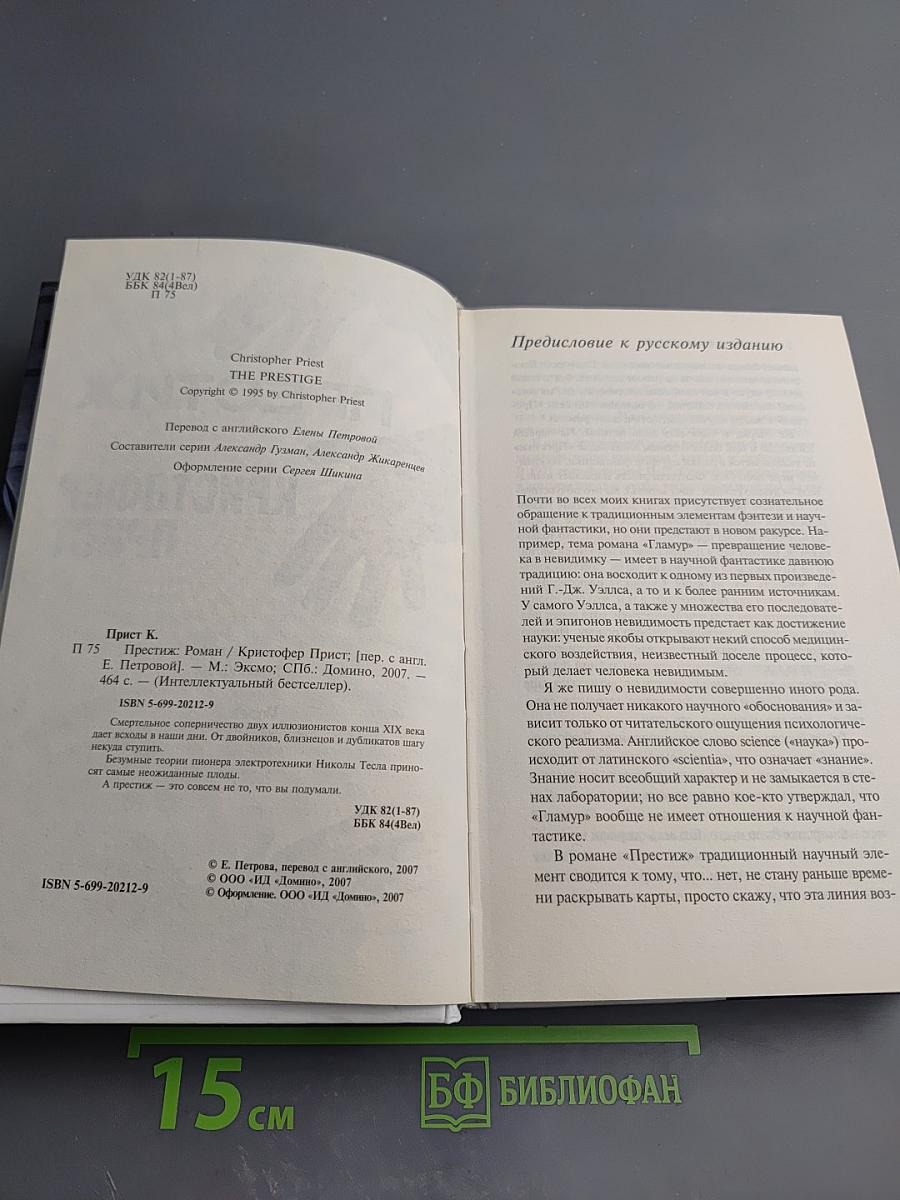 УДК 82(1-87)
ББК 84(4Вел)
П 75
Christopher Priest
THE PRESTIGE
Copyright © 1995 by Christopher Priest
Перевод с английского Елены Петровой
Составители серии Александр Гузман, Александр Жикаренцев
Оформление серии Сергея Шикина
Прист К.
П 75 Престиж: Роман / Кристофер Прист; [пер. с англ.
Е. Петровой]. — М.: Эксмо; СПб.: Домино, 2007. —
464 с. — (Интеллектуальный бестселлер).
ISBN 5-699-20212-9
Смертельное соперничество двух иллюзионистов конца XIX века
дает всходы в наши дни. От двойников, близнецов и дубликатов шагу
некуда ступить.
Безумные теории пионера электротехники Николы Тесла прино-
сят самые неожиданные плоды.
А престиж — это совсем не то, что вы подумали.
УДК 82(1-87)
ББК 84(4Вел)
© Е. Петрова, перевод с английского, 2007
© ООО «ИД «Домино», 2007
ISBN 5-699-20212-9
© Оформление. ООО «ИД «Домино», 2007
Предисловие к русскому изданию
Почти во всех моих книгах присутствует сознательное
обращение к традиционным элементам фэнтези и науч-
ной фантастики, но они предстают в новом ракурсе. На-
пример, тема романа «Гламур» — превращение челове-
ка в невидимку — имеет в научной фантастике давнюю
традицию: она восходит к одному из первых произведе-
ний Г.-Дж. Уэллса, а то и к более ранним источникам.
У самого Уэллса, а также у множества его последовате-
лей и эпигонов невидимость предстает как достижение
науки: ученые якобы открывают некий способ медицин-
ского воздействия, неизвестный доселе процесс, кото-
рый делает человека невидимым.
Я же пишу о невидимости совершенно иного рода.
Она не получает никакого научного «обоснования» и за-
висит только от читательского ощущения психологиче-
ского реализма. Английское слово science («наука») про-
исходит от латинского «scientia», что означает «знание».
Знание носит всеобщий характер и не замыкается в сте-
нах лаборатории; но все равно кое-кто утверждал, что
«Гламур» вообще не имеет отношения к научной фан-
тастике.
В романе «Престиж» традиционный научный эле-
мент сводится к тому, что... нет, не стану раньше време-
ни раскрывать карты, просто скажу, что эта линия воз-
15 см
БФ БИБЛИОФАН